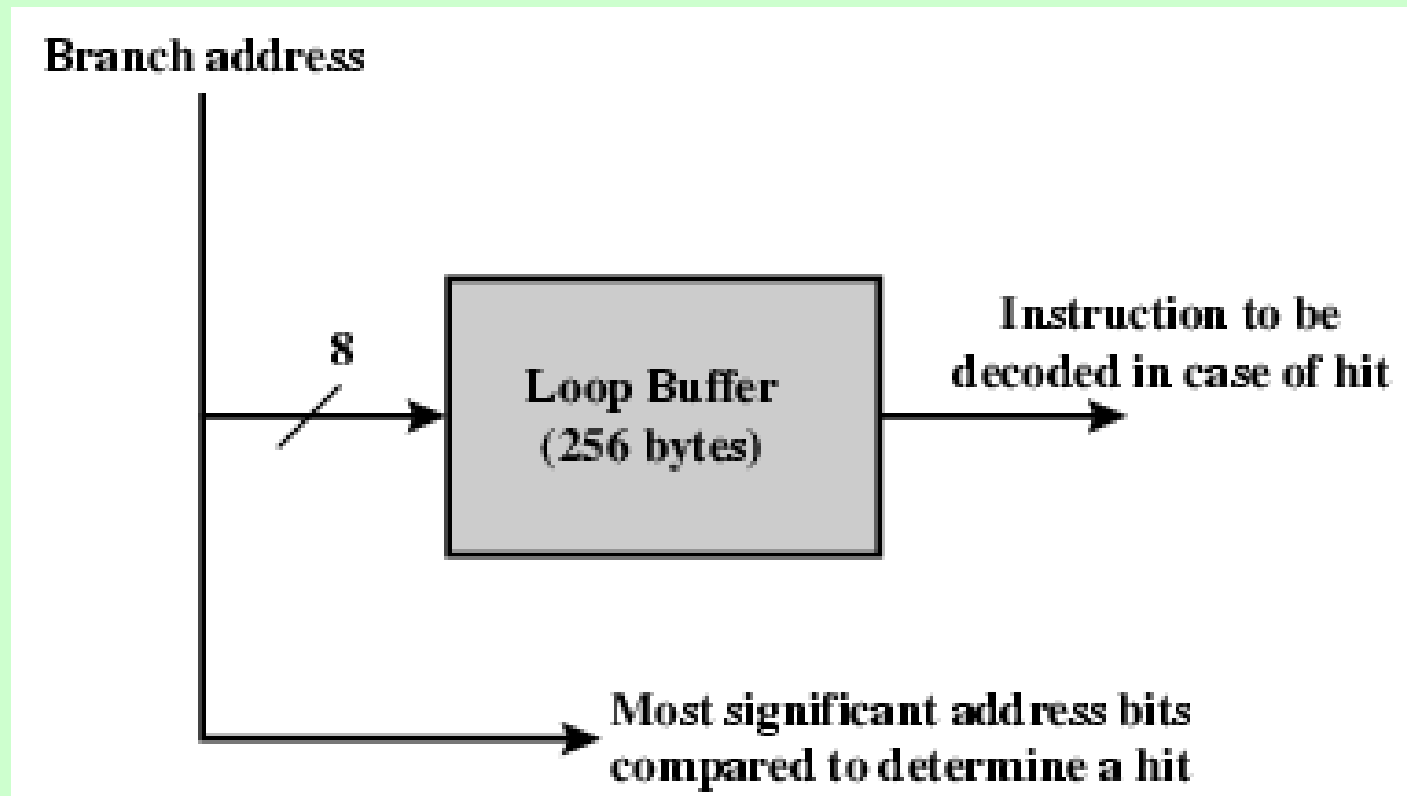 Branch address
8
Loop Buffer
(256 bytes)
Instruction to be
decoded in case of hit
Most significant address bits
compared to determine a hit